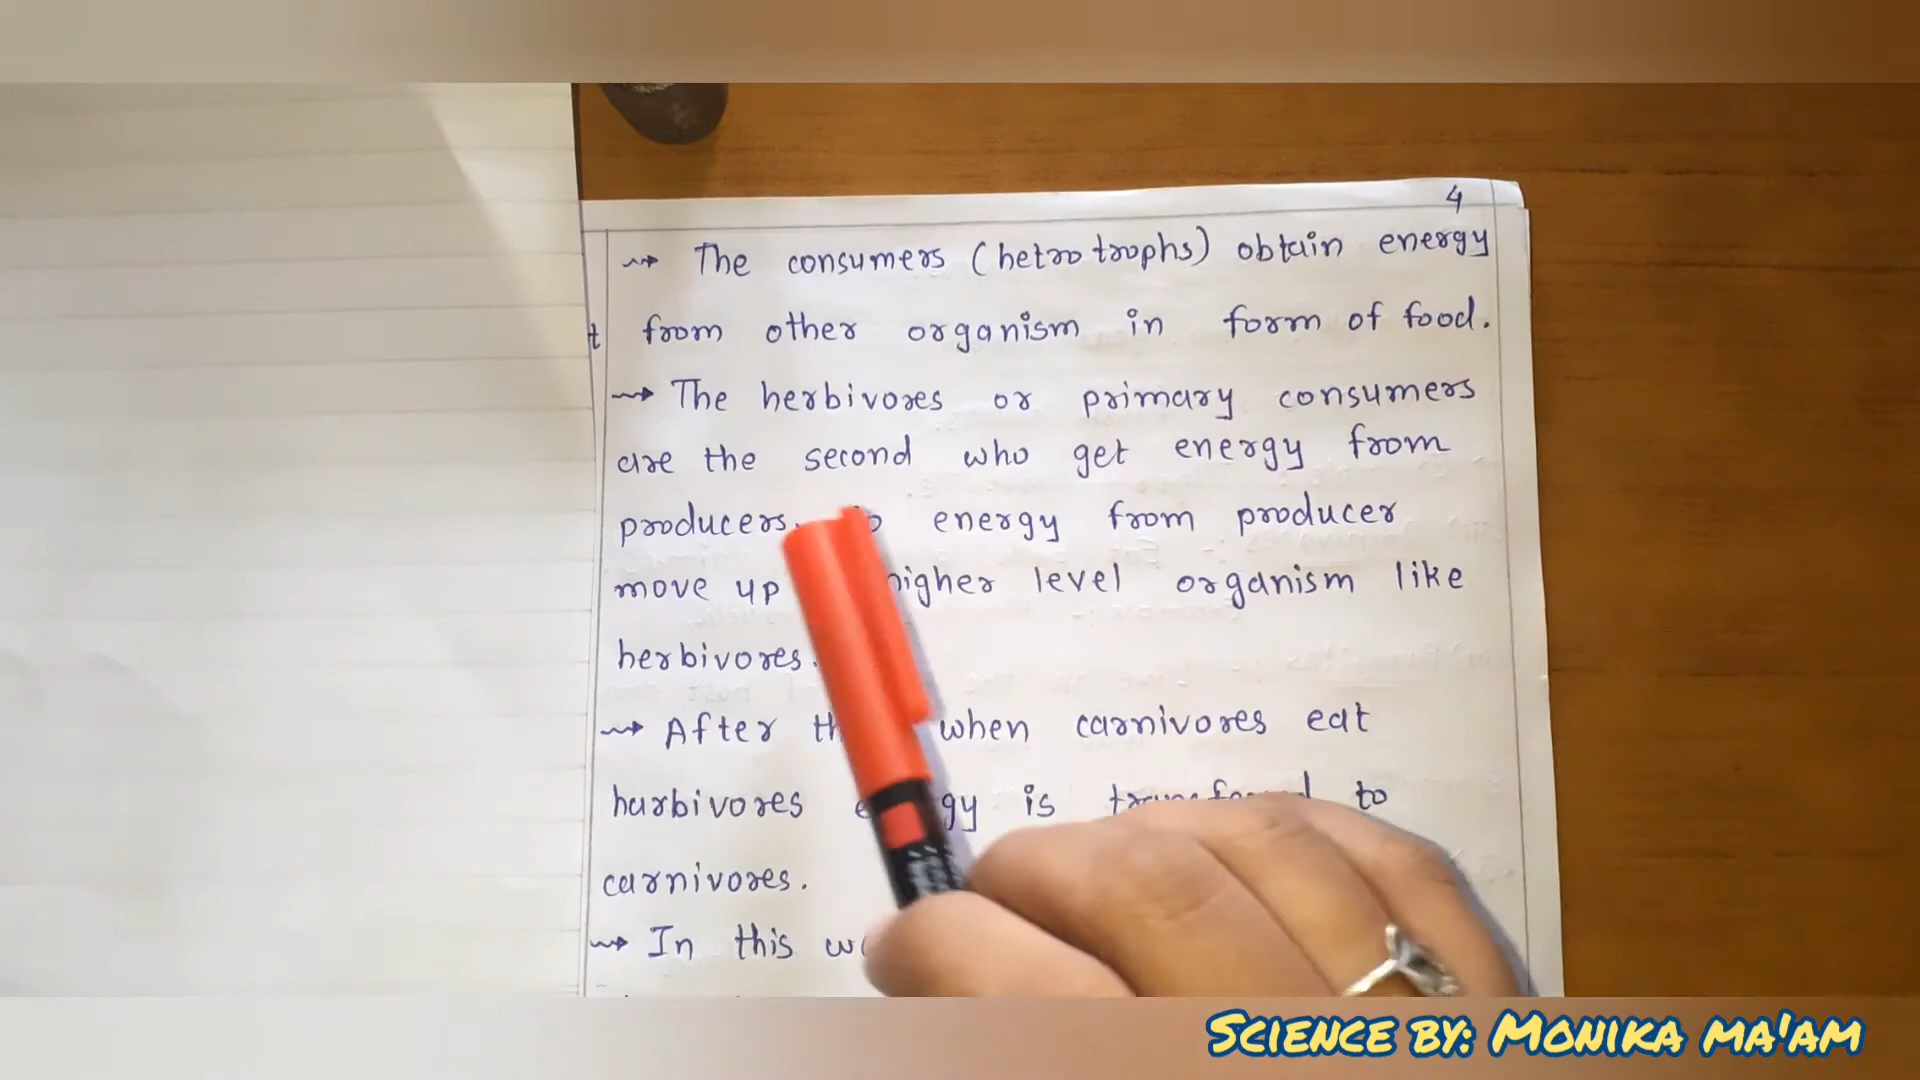 4
⇝ The consumers (hetrotrophs) obtain energy
t from other organism in form of food.
⇝ The herbivores or primary consumers
are the second who get energy from
producers. energy from producer
move up higher level organism like
herbivores.
⇝ After when carnivores eat
harbivores is to
carnivores.
⇝ In this
SCIENCE BY: MONIKA MA'AM